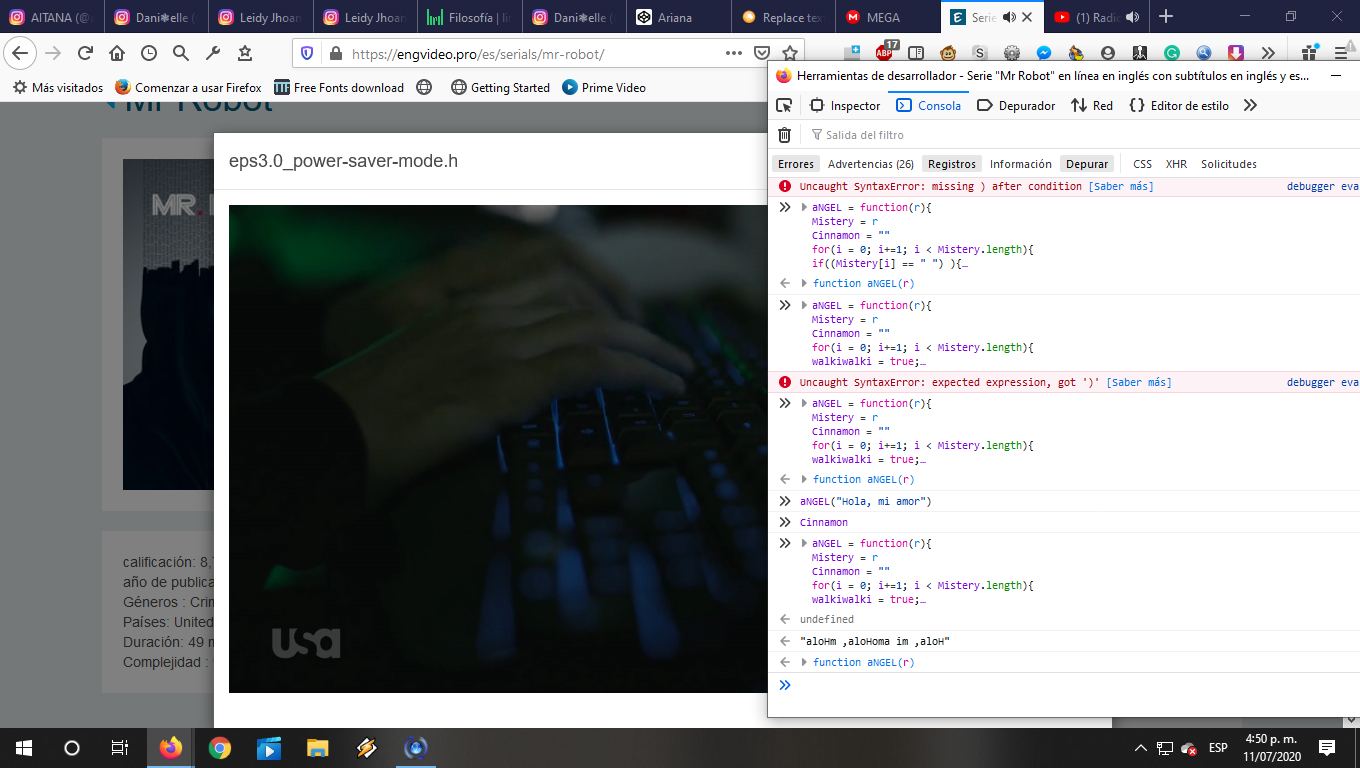 AITANA (@
Dani❃elle (
Leidy Jhoan
Leidy Jhoan
Filosofía | li
Dani❃elle (
Ariana
Replace tex
MEGA
Serie
(1) Radio
https://engvideo.pro/es/serials/mr-robot/
17
ABP
Más visitados
Comenzar a usar Firefox
Free Fonts download
Getting Started
Prime Video
Herramientas de desarrollador - Serie "Mr Robot" en línea en inglés con subtítulos en inglés y es...
Inspector
Consola
Depurador
Red
Editor de estilo
Salida del filtro
Errores
Advertencias (26)
Registros
Información
Depurar
CSS
XHR
Solicitudes
Mr Robot
eps3.0_power-saver-mode.h
MR.
usa
calificación: 8,
año de publica
Géneros : Crim
Países: United
Duración: 49 m
Complejidad :
Uncaught SyntaxError: missing ) after condition [Saber más] debugger eva
aNGEL = function(r){
Mistery = r
Cinnamon = ""
for(i = 0; i+=1; i < Mistery.length){
if((Mistery[i] == " ") ){…
function aNGEL(r)
aNGEL = function(r){
Mistery = r
Cinnamon = ""
for(i = 0; i+=1; i < Mistery.length){
walkiwalki = true;…
Uncaught SyntaxError: expected expression, got ')' [Saber más] debugger eva
aNGEL = function(r){
Mistery = r
Cinnamon = ""
for(i = 0; i+=1; i < Mistery.length){
walkiwalki = true;…
function aNGEL(r)
aNGEL("Hola, mi amor")
Cinnamon
aNGEL = function(r){
Mistery = r
Cinnamon = ""
for(i = 0; i+=1; i < Mistery.length){
walkiwalki = true;…
undefined
"aloHm ,aloHoma im ,aloH"
function aNGEL(r)
ESP
4:50 p. m.
11/07/2020